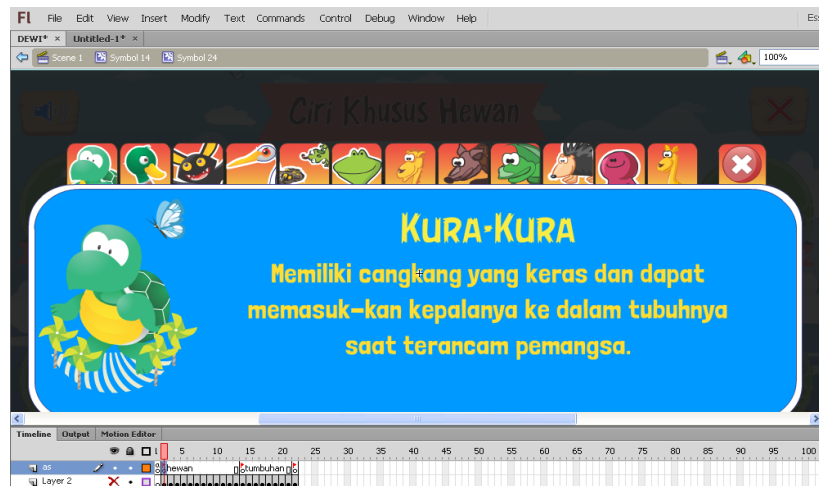 Fl File Edit View Insert Modify Text Commands Control Debug Window Help Es
DEWI* × Untitled-1* ×
Scene 1 Symbol 14 Symbol 24 100%
Ciri Khusus Hewan
KURA-KURA
Memiliki cangkang yang keras dan dapat
memasuk-kan kepalanya ke dalam tubuhnya
saat terancam pemangsa.
Timeline Output Motion Editor
1 5 10 15 20 25 30 35 40 45 50 55 60 65 70 75 80 85 90 95 100
as hewan tumbuhan
Layer 2